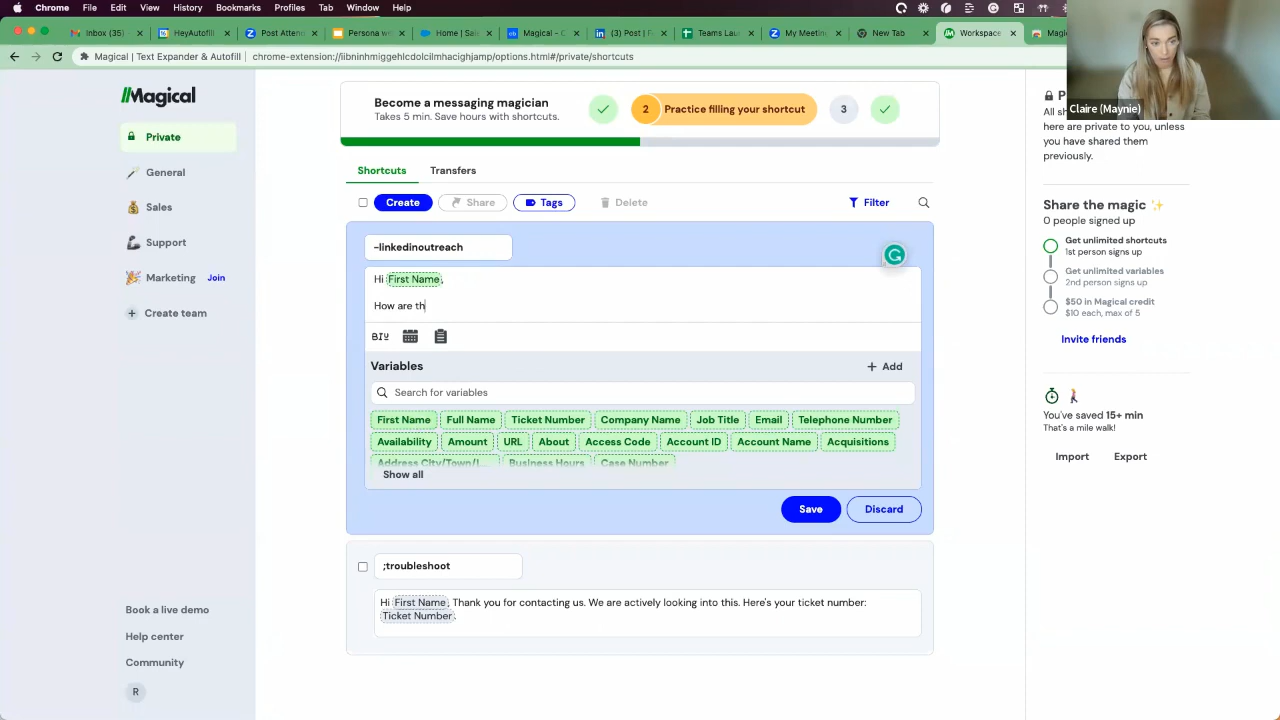 Chrome File Edit View History Bookmarks Profiles Tab Window Help
Inbox (35) HeyAutofill Post Atten Persona w Home | Sal Magical - C (3) Post | F Teams Lau My Meetin New Tab Workspace Magi
Magical | Text Expander & Autofill chrome-extension://libninhmiggehlcdolcilmhacighjamp/options.html#/private/shortcuts
Claire (Maynie)
Magical
Private
General
Sales
Support
Marketing Join
Create team
Book a live demo
Help center
Community
R
Become a messaging magician
Takes 5 min. Save hours with shortcuts.
2 Practice filling your shortcut
3
Shortcuts Transfers
Create Share Tags Delete Filter
-linkedinoutreach
Hi First Name,
How are th
BIU
Variables + Add
Search for variables
First Name Full Name Ticket Number Company Name Job Title Email Telephone Number
Availability Amount URL About Access Code Account ID Account Name Acquisitions
Address City/Town/L... Business Hours Case Number
Show all
Save Discard
;troubleshoot
Hi First Name, Thank you for contacting us. We are actively looking into this. Here's your ticket number:
Ticket Number.
P
All sh
here are private to you, unless
you have shared them
previously.
Share the magic
0 people signed up
Get unlimited shortcuts
1st person signs up
Get unlimited variables
2nd person signs up
$50 in Magical credit
$10 each, max of 5
Invite friends
You've saved 15+ min
That's a mile walk!
Import Export